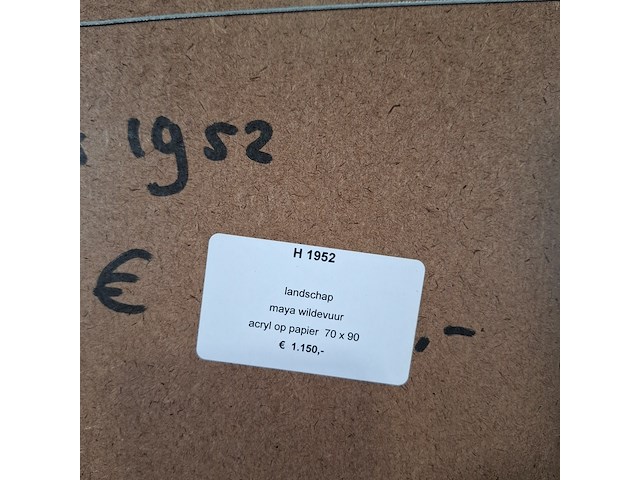 1952
€ ,-
H 1952
landschap
maya wildevuur
acryl op papier 70 x 90
€ 1.150,-